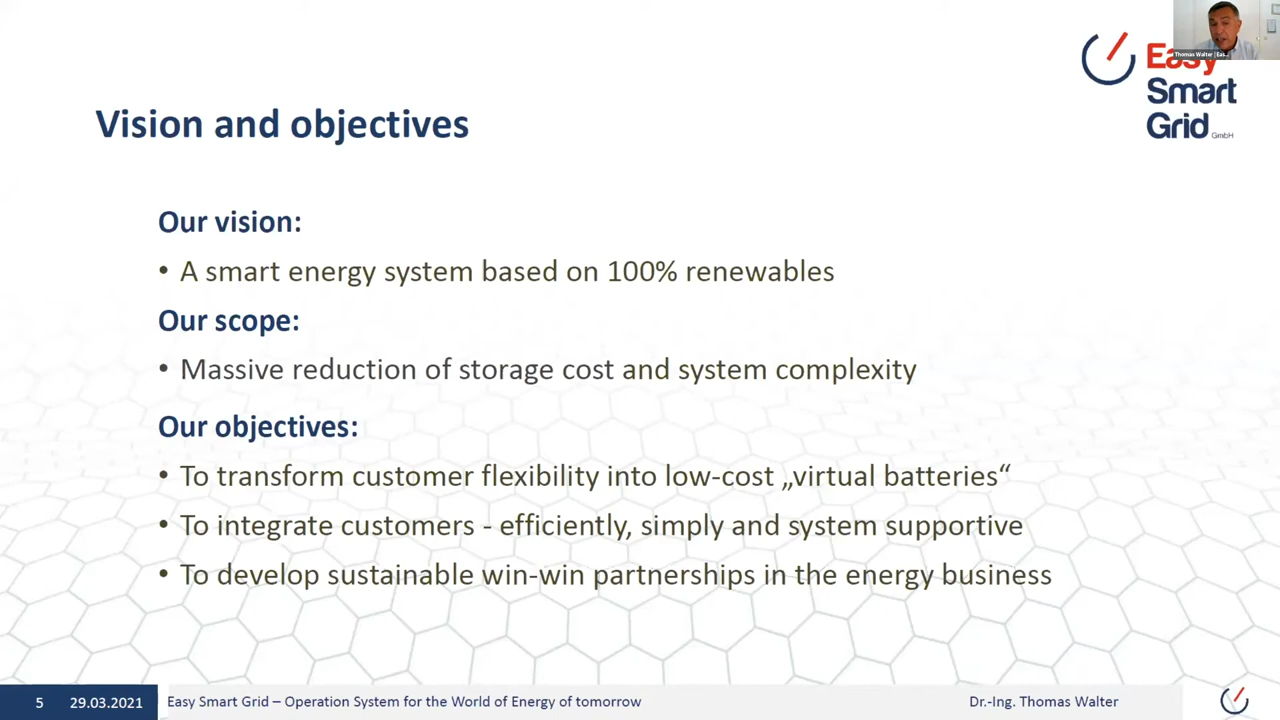 Thomas Walter | Eas...
Easy
Smart
Grid GmbH
Vision and objectives
Our vision:
• A smart energy system based on 100% renewables
Our scope:
• Massive reduction of storage cost and system complexity
Our objectives:
• To transform customer flexibility into low-cost „virtual batteries“
• To integrate customers - efficiently, simply and system supportive
• To develop sustainable win-win partnerships in the energy business
5 29.03.2021 Easy Smart Grid – Operation System for the World of Energy of tomorrow Dr.-Ing. Thomas Walter